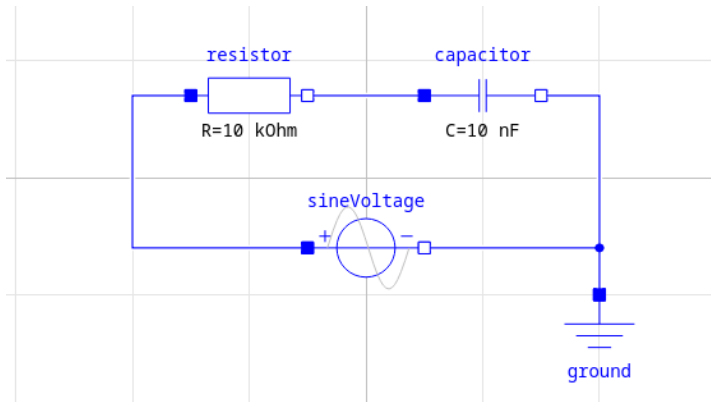 resistor
capacitor
R=10 kOhm
C=10 nF
sineVoltage
+
−
ground